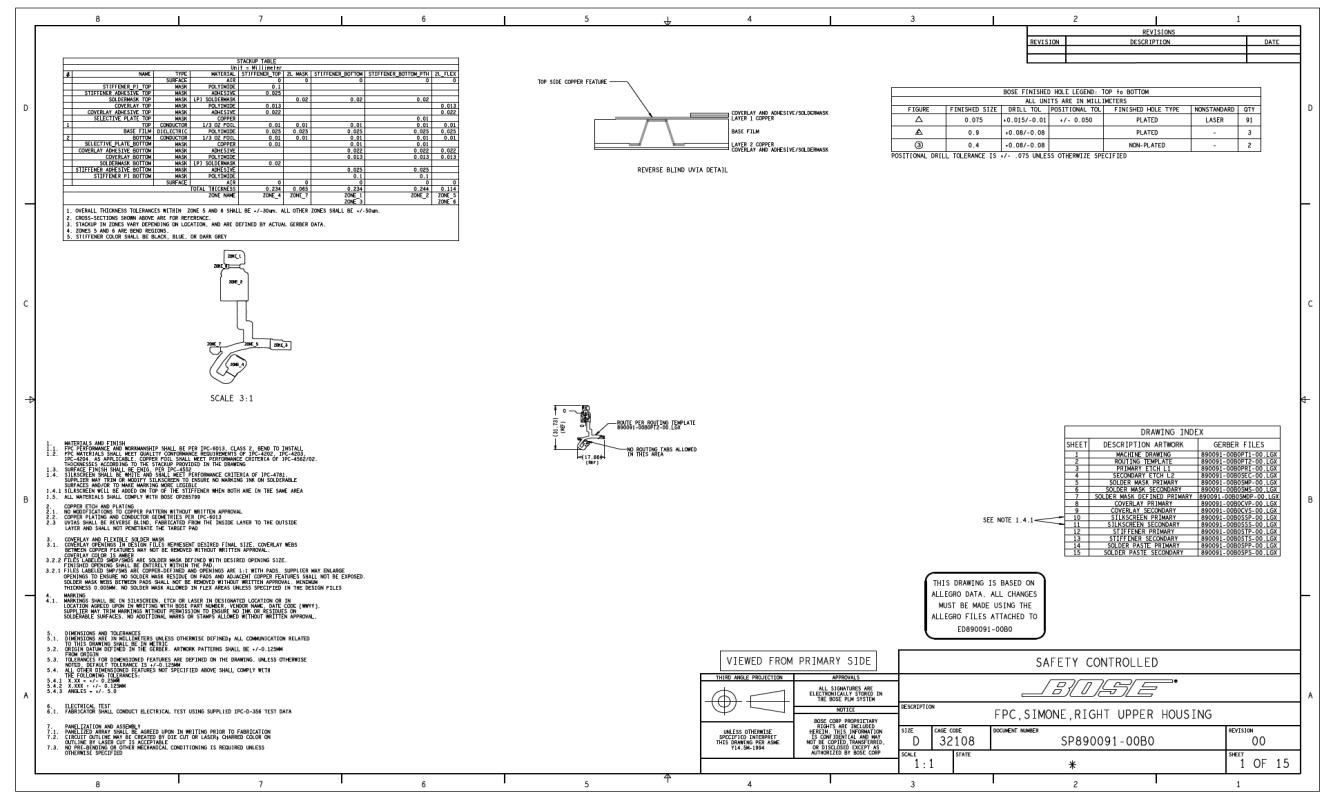 8 7 6 5 4 3 2 1
REVISIONS
REVISION DESCRIPTION DATE
STACKUP TABLE
Unit = Millimeter
# NAME TYPE MATERIAL STIFFENER_TOP 2L MASK STIFFENER_BOTTOM STIFFENER_BOTTOM_PTH 2L_FLEX
SURFACE AIR 0 0 0 0 0
STIFFENER_PI_TOP MASK POLYIMIDE 0.1
STIFFENER ADHESIVE TOP MASK ADHESIVE 0.025
SOLDERMASK TOP MASK LPI SOLDERMASK 0.02 0.02 0.02
COVERLAY TOP MASK POLYIMIDE 0.013 0.013
COVERLAY ADHESIVE TOP MASK ADHESIVE 0.022 0.022
SELECTIVE PLATE TOP MASK COPPER 0.01
1 TOP CONDUCTOR 1/3 OZ FOIL 0.01 0.01 0.01 0.01 0.01
BASE FILM DIELECTRIC POLYIMIDE 0.025 0.025 0.025 0.025 0.025
2 BOTTOM CONDUCTOR 1/3 OZ FOIL 0.01 0.01 0.01 0.01 0.01
SELECTIVE_PLATE_BOTTOM MASK COPPER 0.01 0.01 0.01
COVERLAY ADHESIVE BOTTOM MASK ADHESIVE 0.022 0.022 0.022
COVERLAY BOTTOM MASK POLYIMIDE 0.013 0.013 0.013
SOLDERMASK BOTTOM MASK LPI SOLDERMASK 0.02
STIFFENER ADHESIVE BOTTOM MASK ADHESIVE 0.025 0.025
STIFFENER PI BOTTOM MASK POLYIMIDE 0.1 0.1
SURFACE AIR 0 0 0 0 0
TOTAL THICKNESS 0.234 0.065 0.234 0.244 0.114
ZONE NAME ZONE_4 ZONE_7 ZONE_1 ZONE_2 ZONE_5
ZONE_3 ZONE_6
1. OVERALL THICKNESS TOLERANCES WITHIN ZONE 5 AND 6 SHALL BE +/-30um. ALL OTHER ZONES SHALL BE +/-50um.
2. CROSS-SECTIONS SHOWN ABOVE ARE FOR REFERENCE.
3. STACKUP IN ZONES VARY DEPENDING ON LOCATION, AND ARE DEFINED BY ACTUAL GERBER DATA.
4. ZONES 5 AND 6 ARE BEND REGIONS.
5. STIFFENER COLOR SHALL BE BLACK, BLUE, OR DARK GREY
TOP SIDE COPPER FEATURE
COVERLAY AND ADHESIVE/SOLDERMASK
LAYER 1 COPPER
BASE FILM
LAYER 2 COPPER
COVERLAY AND ADHESIVE/SOLDERMASK
REVERSE BLIND UVIA DETAIL
BOSE FINISHED HOLE LEGEND: TOP to BOTTOM
ALL UNITS ARE IN MILLIMETERS
FIGURE FINISHED SIZE DRILL TOL POSITIONAL TOL FINISHED HOLE TYPE NONSTANDARD QTY
0.075 +0.015/-0.01 +/- 0.050 PLATED LASER 91
0.9 +0.08/-0.08 PLATED - 3
3 0.4 +0.08/-0.08 NON-PLATED - 2
POSITIONAL DRILL TOLERANCE IS +/- .075 UNLESS OTHERWIZE SPECIFIED
D
C
B
A
ZONE_1
ZONE_6
ZONE_2
ZONE_7
ZONE_5
ZONE_3
ZONE_4
SCALE 3:1
(31.73)
(REF)
0
ROUTE PER ROUTING TEMPLATE
890091-00B0PT2-00.LGX
NO ROUTING TABS ALLOWED
IN THIS AREA
(REF)
1. MATERIALS AND FINISH
1.1. FPC PERFORMANCE AND WORKMANSHIP SHALL BE PER IPC-6013, CLASS 2, BEND TO INSTALL
1.2. FPC MATERIALS SHALL MEET QUALITY CONFORMANCE REQUIREMENTS OF IPC-4202, IPC-4203,
IPC-4204, AS APPLICABLE. COPPER FOIL SHALL MEET PERFORMANCE CRITERIA OF IPC-4562/02.
THICKNESSES ACCORDING TO THE STACKUP PROVIDED IN THE DRAWING
1.3. SURFACE FINISH SHALL BE ENIG, PER IPC-4552
1.4. SILKSCREEN SHALL BE WHITE AND SHALL MEET PERFORMANCE CRITERIA OF IPC-4781.
SUPPLIER MAY TRIM OR MODIFY SILKSCREEN TO ENSURE NO MARKING INK ON SOLDERABLE
SURFACES AND/OR TO MAKE MARKING MORE LEGIBLE
1.4.1 SILKSCREEN WILL BE ADDED ON TOP OF THE STIFFENER WHEN BOTH ARE IN THE SAME AREA
1.5. ALL MATERIALS SHALL COMPLY WITH BOSE OP285790
2. COPPER ETCH AND PLATING
2.1. NO MODIFICATIONS TO COPPER PATTERN WITHOUT WRITTEN APPROVAL
2.2. COPPER PLATING AND CONDUCTOR GEOMETRIES PER IPC-6013
2.3 UVIAS SHALL BE REVERSE BLIND, FABRICATED FROM THE INSIDE LAYER TO THE OUTSIDE
LAYER AND SHALL NOT PENETRATE THE TARGET PAD
3. COVERLAY AND FLEXIBLE SOLDER MASK
3.1. COVERLAY OPENINGS IN DESIGN FILES REPRESENT DESIRED FINAL SIZE. COVERLAY WEBS
BETWEEN COPPER FEATURES MAY NOT BE REMOVED WITHOUT WRITTEN APPROVAL.
COVERLAY COLOR IS AMBER
3.2.2 FILES LABELED SMDP/SMDS ARE SOLDER MASK DEFINED WITH DESIRED OPENING SIZE.
FINISHED OPENING SHALL BE ENTIRELY WITHIN THE PAD.
3.2.1 FILES LABELED SMP/SMS ARE COPPER-DEFINED AND OPENINGS ARE 1:1 WITH PADS. SUPPLIER MAY ENLARGE
OPENINGS TO ENSURE NO SOLDER MASK RESIDUE ON PADS AND ADJACENT COPPER FEATURES SHALL NOT BE EXPOSED.
SOLDER MASK WEBS BETWEEN PADS SHALL NOT BE REMOVED WITHOUT WRITTEN APPROVAL. MINIMUM
THICKNESS 0.005MM. NO SOLDER MASK ALLOWED IN FLEX AREAS UNLESS SPECIFIED IN THE DESIGN FILES
4. MARKING
4.1. MARKINGS SHALL BE IN SILKSCREEN, ETCH OR LASER IN DESIGNATED LOCATION OR IN
LOCATION AGREED UPON IN WRITING WITH BOSE PART NUMBER, VENDOR NAME, DATE CODE (WWYY).
SUPPLIER MAY TRIM MARKINGS WITHOUT PERMISSION TO ENSURE NO INK OR RESIDUES ON
SOLDERABLE SURFACES. NO ADDITIONAL MARKS OR STAMPS ALLOWED WITHOUT WRITTEN APPROVAL.
5. DIMENSIONS AND TOLERANCES
5.1. DIMENSIONS ARE IN MILLIMETERS UNLESS OTHERWISE DEFINED; ALL COMMUNICATION RELATED
TO THIS DRAWING SHALL BE IN METRIC
5.2. ORIGIN DATUM DEFINED IN THE GERBER. ARTWORK PATTERNS SHALL BE +/-0.125MM
FROM ORIGIN
5.3. TOLERANCES FOR DIMENSIONED FEATURES ARE DEFINED ON THE DRAWING. UNLESS OTHERWISE
NOTED, DEFAULT TOLERANCE IS +/-0.125MM
5.4. ALL OTHER DIMENSIONED FEATURES NOT SPECIFIED ABOVE SHALL COMPLY WITH
THE FOLLOWING TOLERANCES:
5.4.1 X.XX = +/- 0.25MM
5.4.2 X.XXX = +/- 0.125MM
5.4.3 ANGLES = +/- 5.0
6. ELECTRICAL TEST
6.1. FABRICATOR SHALL CONDUCT ELECTRICAL TEST USING SUPPLIED IPC-D-356 TEST DATA
7. PANELIZATION AND ASSEMBLY
7.1. PANELIZED ARRAY SHALL BE AGREED UPON IN WRITING PRIOR TO FABRICATION
7.2. CIRCUIT OUTLINE MAY BE CREATED BY DIE CUT OR LASER; CHARRED COLOR ON
OUTLINE BY LASER CUT IS ACCEPTABLE
7.3. NO PRE-BENDING OR OTHER MECHANICAL CONDITIONING IS REQUIRED UNLESS
OTHERWISE SPECIFIED
DRAWING INDEX
SHEET DESCRIPTION ARTWORK GERBER FILES
1 MACHINE DRAWING 890091-00B0PT1-00.LGX
2 ROUTING TEMPLATE 890091-00B0PT2-00.LGX
3 PRIMARY ETCH L1 890091-00B0PRI-00.LGX
4 SECONDARY ETCH L2 890091-00B0SEC-00.LGX
5 SOLDER MASK PRIMARY 890091-00B0SMP-00.LGX
6 SOLDER MASK SECONDARY 890091-00B0SMS-00.LGX
7 SOLDER MASK DEFINED PRIMARY 890091-00B0SMDP-00.LGX
8 COVERLAY PRIMARY 890091-00B0CVP-00.LGX
9 COVERLAY SECONDARY 890091-00B0CVS-00.LGX
10 SILKSCREEN PRIMARY 890091-00B0SSP-00.LGX
11 SILKSCREEN SECONDARY 890091-00B0SSS-00.LGX
12 STIFFENER PRIMARY 890091-00B0STP-00.LGX
13 STIFFENER SECONDARY 890091-00B0STS-00.LGX
14 SOLDER PASTE PRIMARY 890091-00B0SPP-00.LGX
15 SOLDER PASTE SECONDARY 890091-00B0SPS-00.LGX
SEE NOTE 1.4.1
THIS DRAWING IS BASED ON
ALLEGRO DATA. ALL CHANGES
MUST BE MADE USING THE
ALLEGRO FILES ATTACHED TO
ED890091-00B0
VIEWED FROM PRIMARY SIDE
THIRD ANGLE PROJECTION
UNLESS OTHERWISE
SPECIFIED INTERPRET
THIS DRAWING PER ASME
Y14.5M-1994
APPROVALS
ALL SIGNATURES ARE
ELECTRONICALLY STORED IN
THE BOSE PLM SYSTEM
NOTICE
BOSE CORP PROPRIETARY
RIGHTS ARE INCLUDED
HEREIN. THIS INFORMATION
IS CONFIDENTIAL AND MAY
NOT BE COPIED,TRANSFERRED,
OR DISCLOSED EXCEPT AS
AUTHORIZED BY BOSE CORP
SAFETY CONTROLLED
BOSE
DESCRIPTION
FPC,SIMONE,RIGHT UPPER HOUSING
SIZE D
CAGE CODE 32108
DOCUMENT NUMBER SP890091-00B0
REVISION 00
SCALE 1:1
STATE
*
SHEET 1 OF 15
8 7 6 5 4 3 2 1